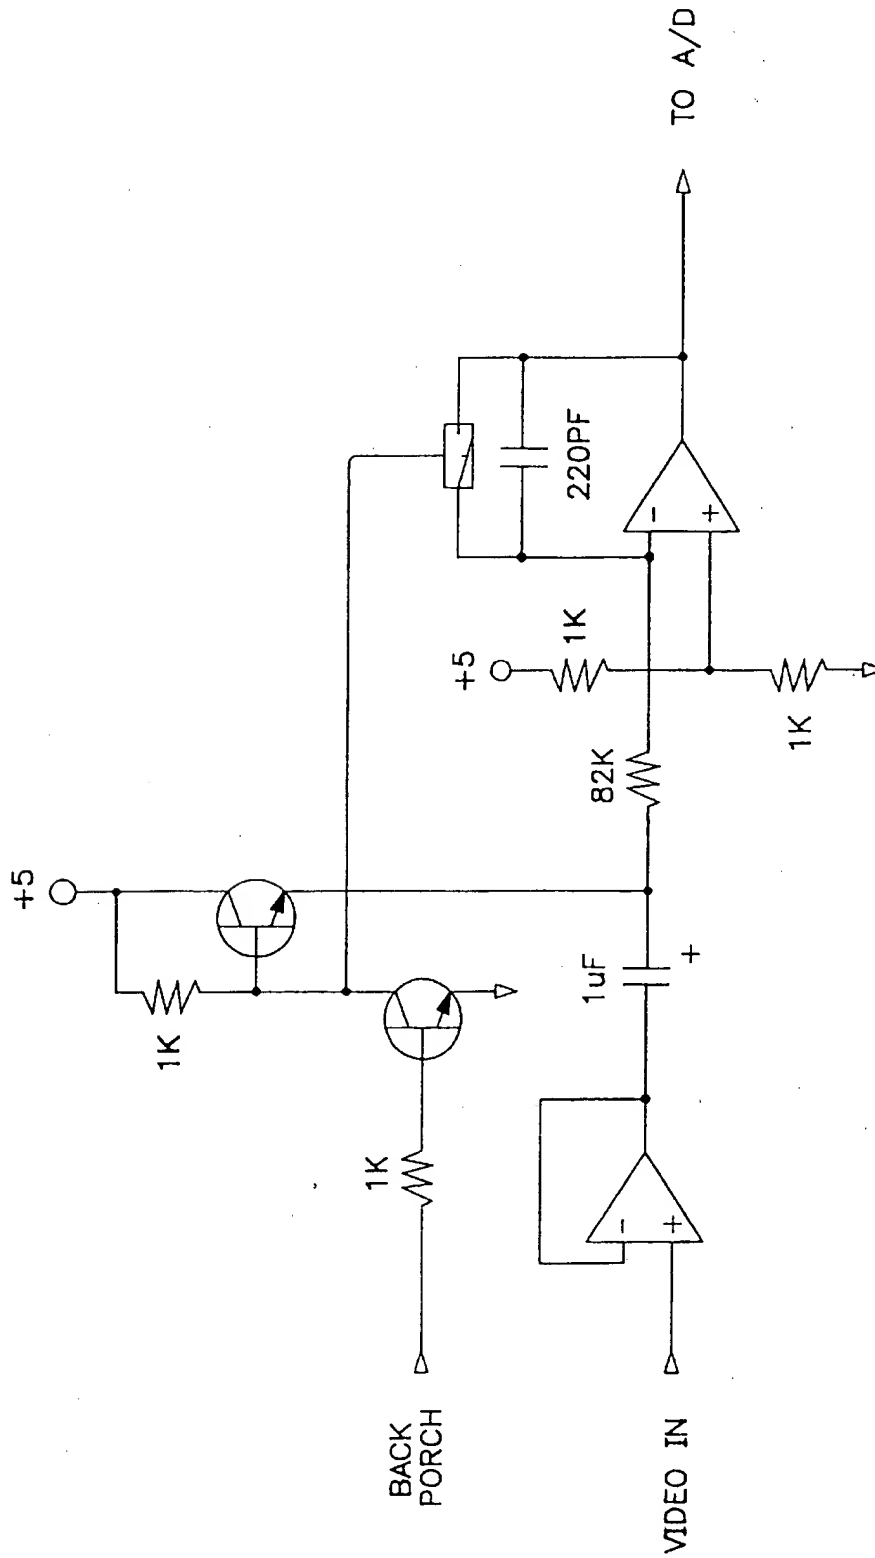 +5
1K
1K
BACK
PORCH
VIDEO IN
-
+
1uF
+
82K
+5
1K
1K
-
+
220PF
TO A/D